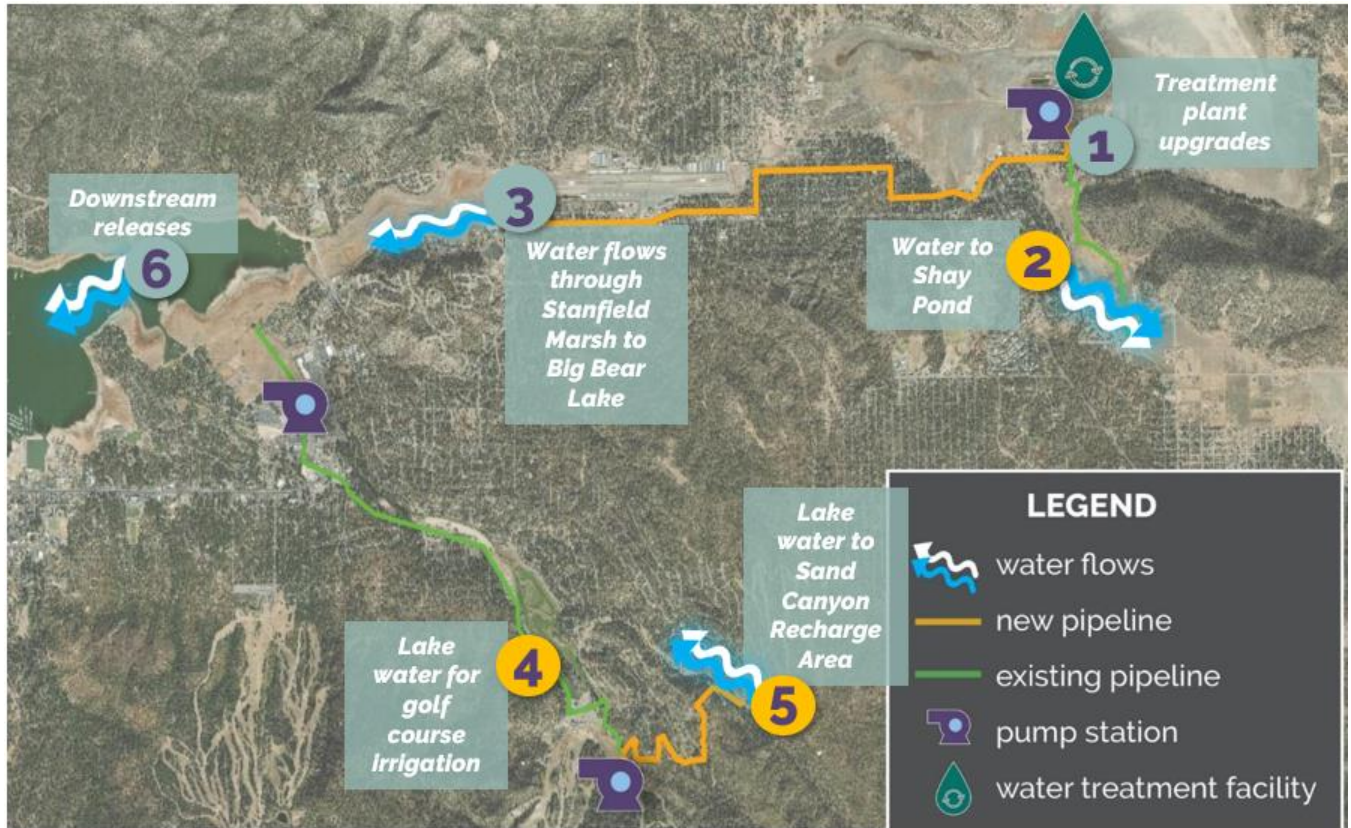 Treatment
plant
upgrades
1
Downstream
releases
6
3
Water flows
through
Stanfield
Marsh to
Big Bear
Lake
Water to
Shay
Pond
2
Lake
water for
golf
course
irrigation
4
Lake
water to
Sand
Canyon
Recharge
Area
5
LEGEND
water flows
new pipeline
existing pipeline
pump station
water treatment facility